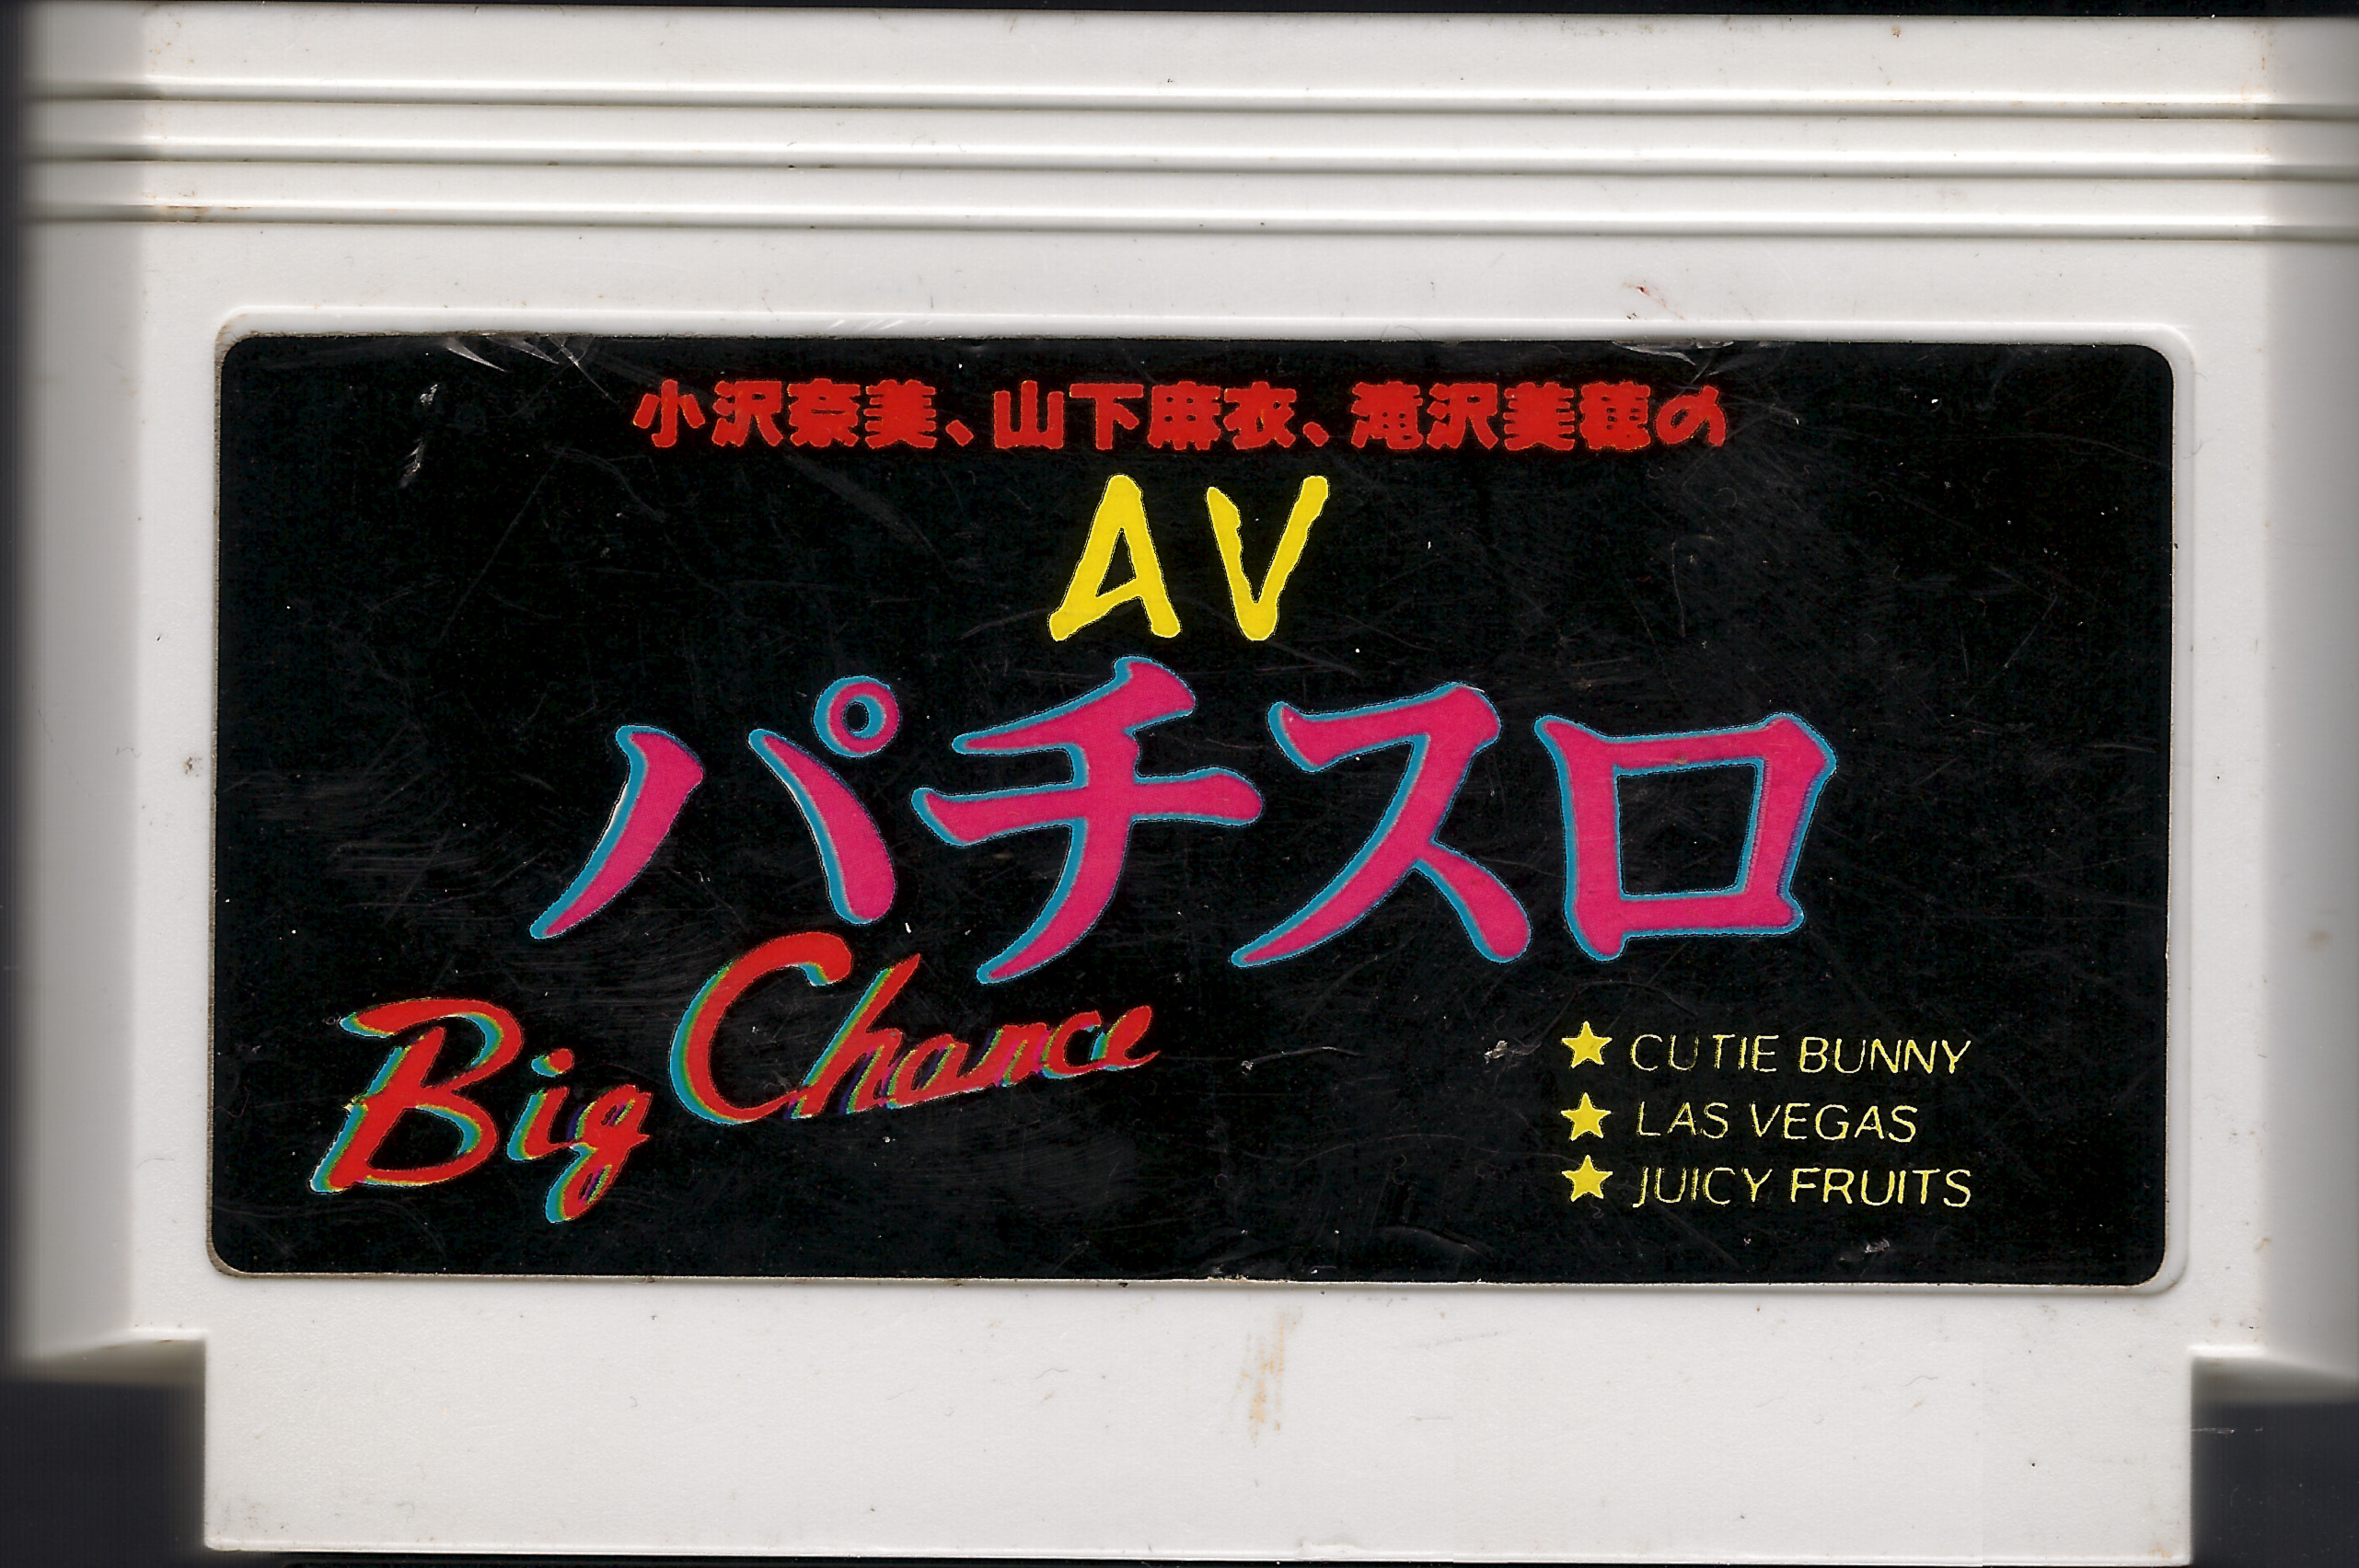 小沢奈美、山下麻衣、滝沢美穂の
AV
パチスロ
Big Chance
★ CUTIE BUNNY
★ LAS VEGAS
★ JUICY FRUITS